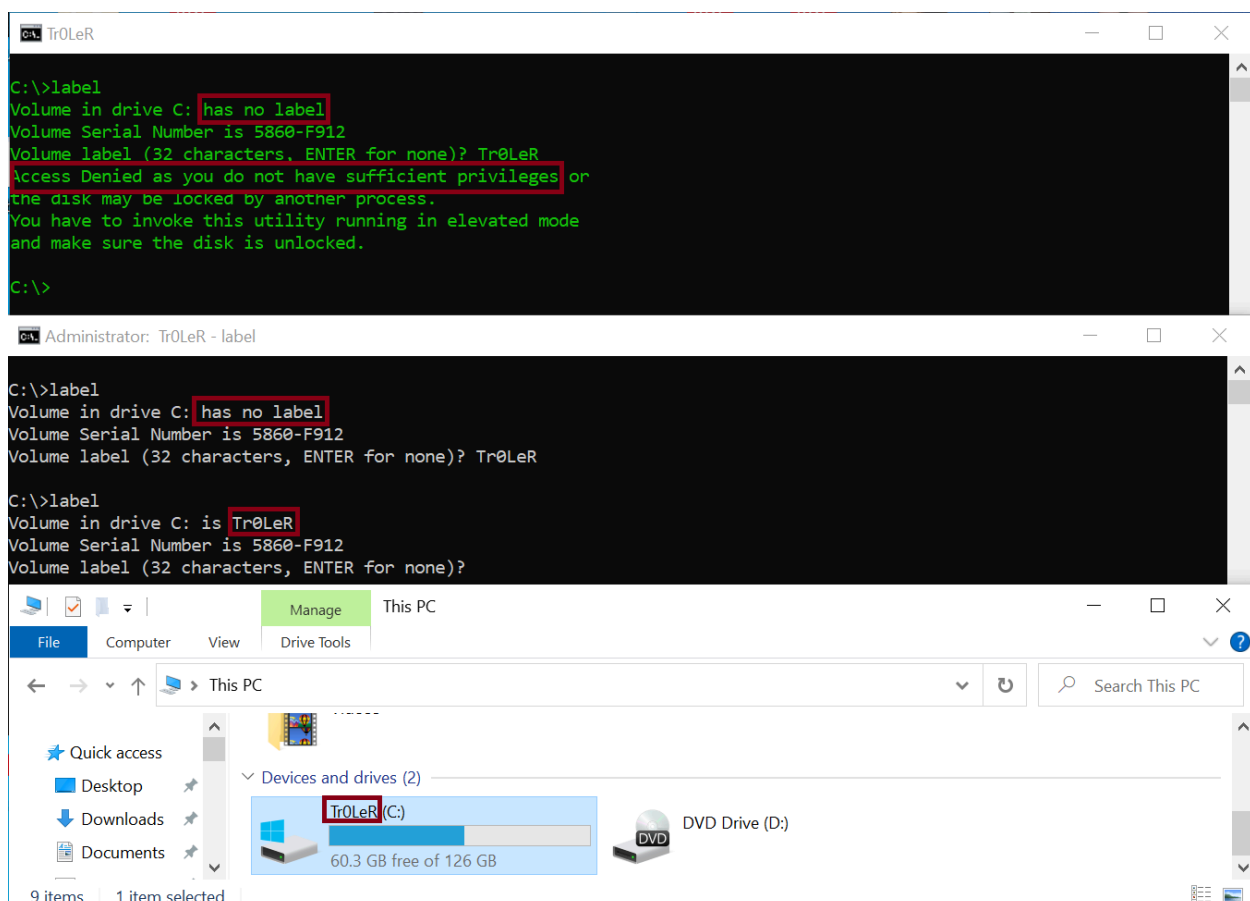 Tr0LeR
C:\>label
Volume in drive C: has no label
Volume Serial Number is 5860-F912
Volume label (32 characters, ENTER for none)? Tr0LeR
Access Denied as you do not have sufficient privileges or
the disk may be locked by another process.
You have to invoke this utility running in elevated mode
and make sure the disk is unlocked.
C:\>
Administrator: Tr0LeR - label
C:\>label
Volume in drive C: has no label
Volume Serial Number is 5860-F912
Volume label (32 characters, ENTER for none)? Tr0LeR
C:\>label
Volume in drive C: is Tr0LeR
Volume Serial Number is 5860-F912
Volume label (32 characters, ENTER for none)?
Manage This PC
File Computer View Drive Tools
This PC
Search This PC
Quick access
Desktop
Downloads
Documents
Devices and drives (2)
Tr0LeR (C:)
60.3 GB free of 126 GB
DVD
DVD Drive (D:)
9 items 1 item selected